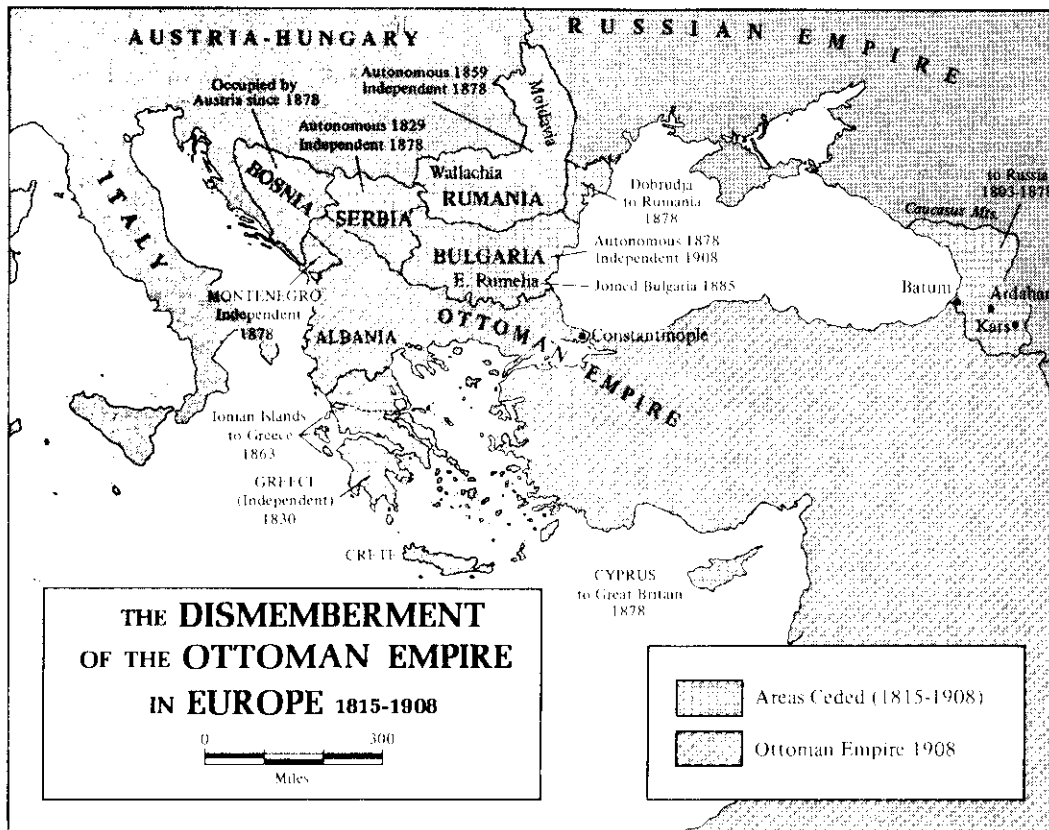 AUSTRIA-HUNGARY
RUSSIAN EMPIRE
Occupied by
Austria since 1878
Autonomous 1859
Independent 1878
Autonomous 1829
Independent 1878
Moldavia
ITALY
BOSNIA
SERBIA
Wallachia
RUMANIA
Dobrudja
to Rumania
1878
to Russia
1803-1878
Caucasus Mts.
BULGARIA
E. Rumelia
Autonomous 1878
Independent 1908
Joined Bulgaria 1885
MONTENEGRO
Independent
1878
ALBANIA
OTTOMAN EMPIRE
Constantinople
Batum
Ardahan
Kars
Ionian Islands
to Greece
1863
GREECE
(Independent)
1830
CRETE
CYPRUS
to Great Britain
1878
THE DISMEMBERMENT
OF THE OTTOMAN EMPIRE
IN EUROPE 1815-1908
0 300
Miles
Areas Ceded (1815-1908)
Ottoman Empire 1908